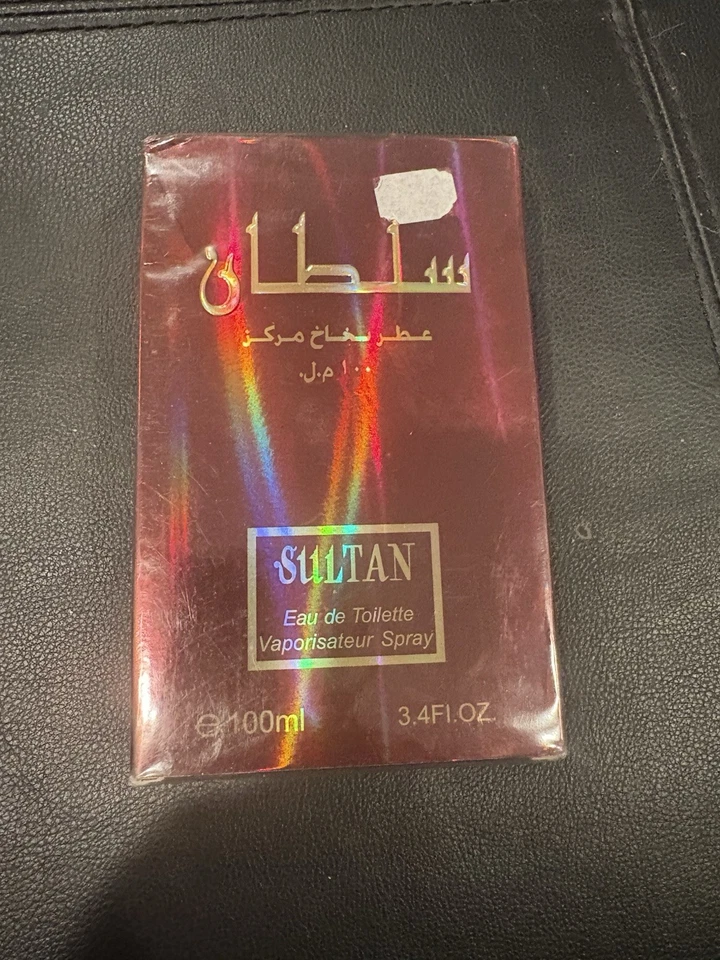 سلطان
عطر بخاخ مركز
١٠٠ م.ل.
SULTAN
Eau de Toilette
Vaporisateur Spray
℮ 100ml
3.4Fl.OZ.